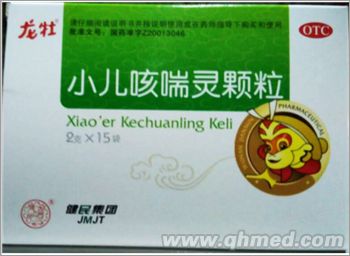 龙牡
请仔细阅读说明书并按说明使用或在药师指导下购买和使用。
批准文号：国药准字Z20013046
OTC
小儿咳喘灵颗粒
Xiao'er Kechuanling Keli
2克×15袋
PHARMACEUTICAL
健民集团
JMJT
www.qhmed.com